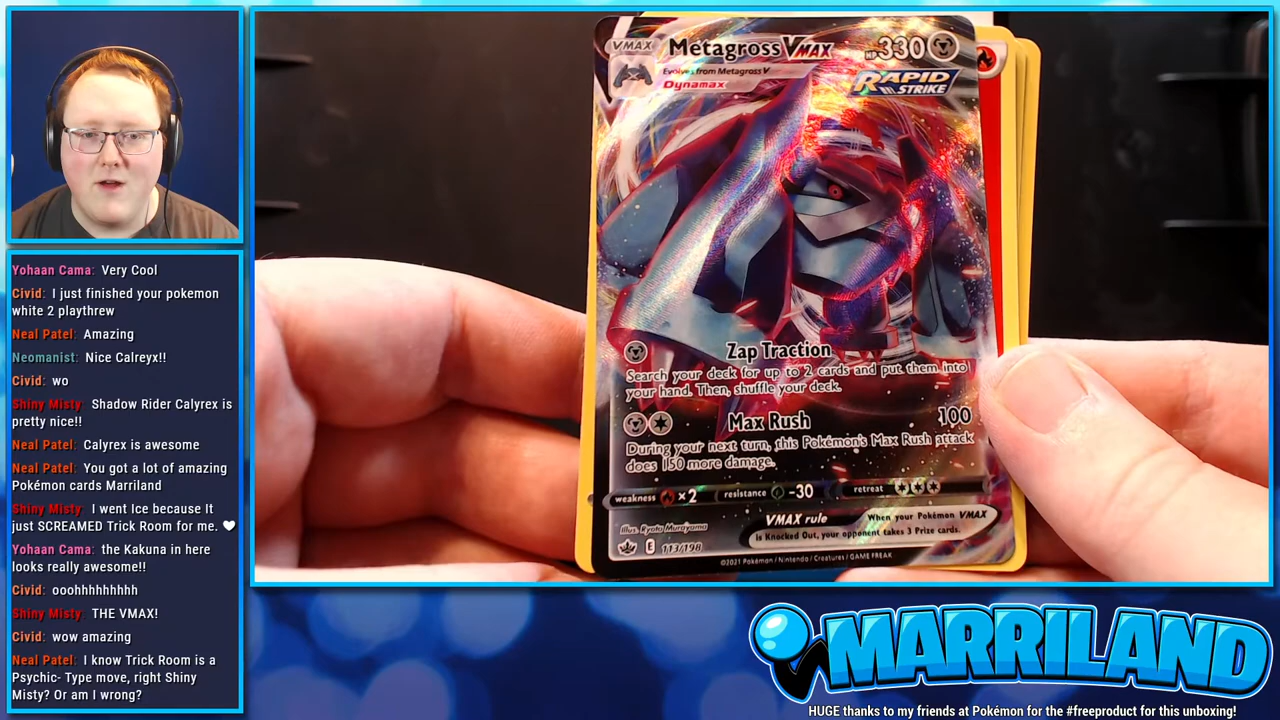 Yohaan Cama: Very Cool
Civid: I just finished your pokemon
white 2 playthrew
Neal Patel: Amazing
Neomanist: Nice Calreyx!!
Civid: wo
Shiny Misty: Shadow Rider Calyrex is
pretty nice!!
Neal Patel: Calyrex is awesome
Neal Patel: You got a lot of amazing
Pokémon cards Marriland
Shiny Misty: I went Ice because It
just SCREAMED Trick Room for me. ♥
Yohaan Cama: the Kakuna in here
looks really awesome!!
Civid: ooohhhhhhhhh
Shiny Misty: THE VMAX!
Civid: wow amazing
Neal Patel: I know Trick Room is a
Psychic- Type move, right Shiny
Misty? Or am I wrong?
VMAX Metagross VMAX HP 330
Evolves from Metagross V
Dynamax
RAPID
STRIKE
Zap Traction
Search your deck for up to 2 cards and put them into
your hand. Then, shuffle your deck.
Max Rush 100
During your next turn, this Pokémon's Max Rush attack
does 150 more damage.
weakness ×2 resistance -30 retreat
Illus. Ryota Murayama
VMAX rule When your Pokémon VMAX
is Knocked Out, your opponent takes 3 Prize cards.
E 113/198
©2021 Pokémon / Nintendo / Creatures / GAME FREAK
MARRILAND
HUGE thanks to my friends at Pokémon for the #freeproduct for this unboxing!